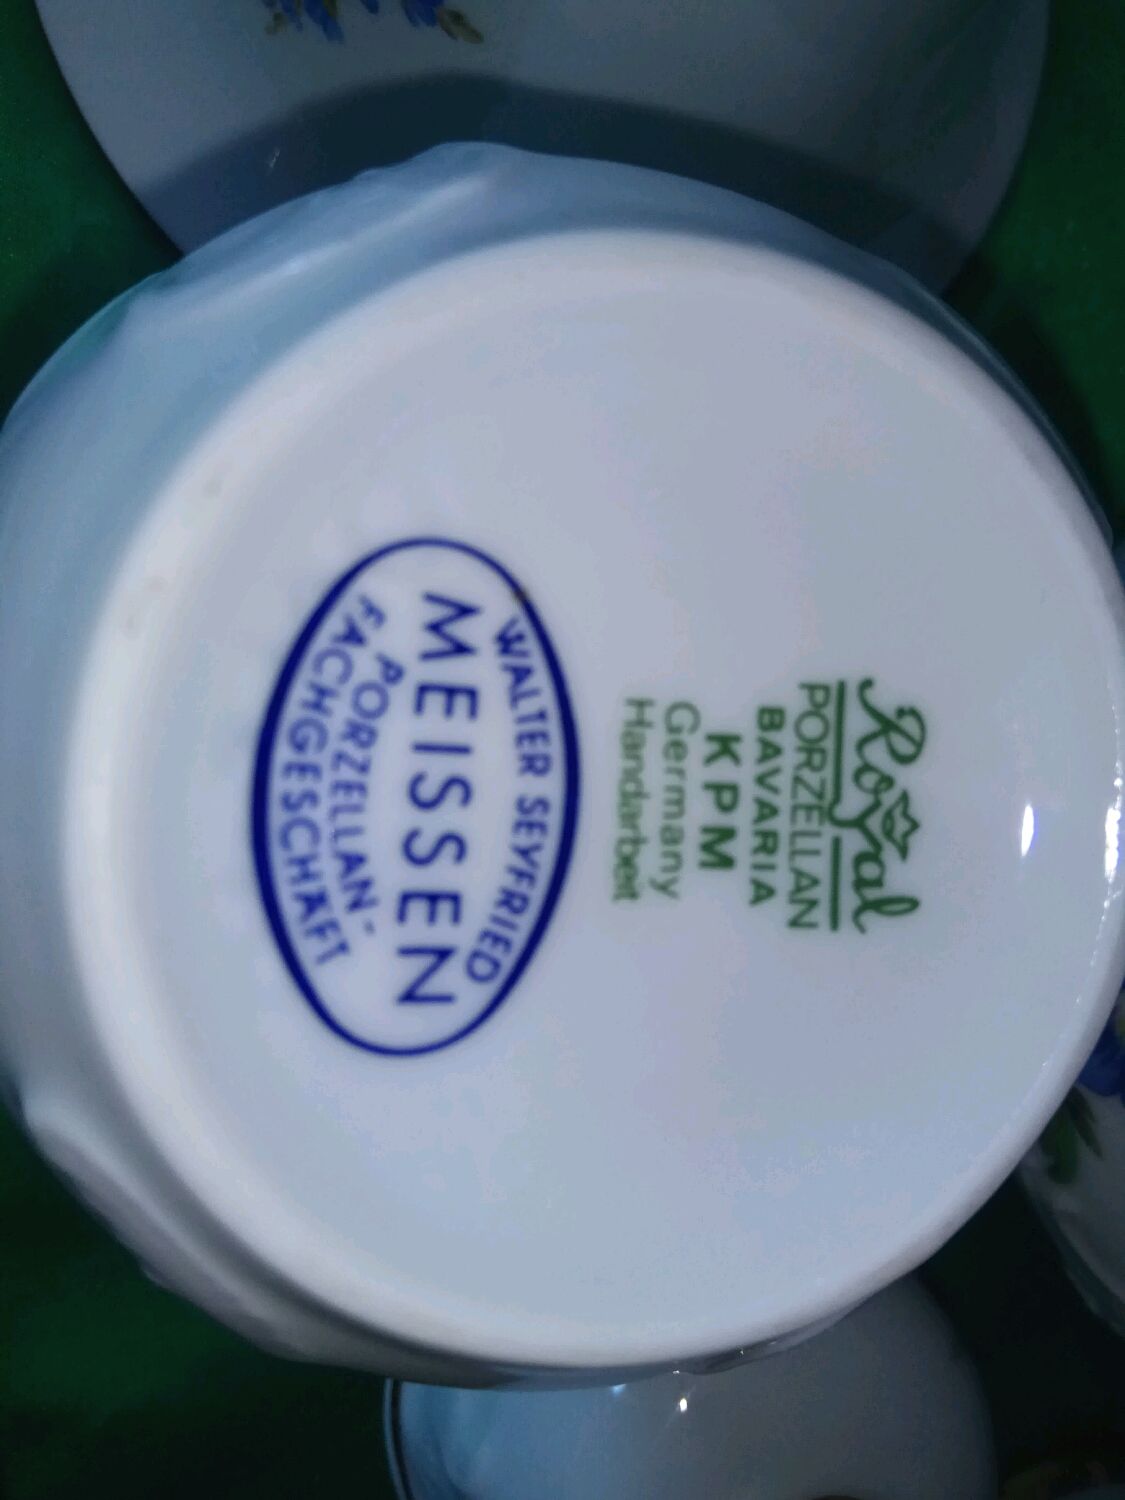 Royal
PORZELLAN
BAVARIA
KPM
Germany
Handarbeit
WALTER SEYFRIED
MEISSEN
PORZELLAN-
FACHGESCHÄFT